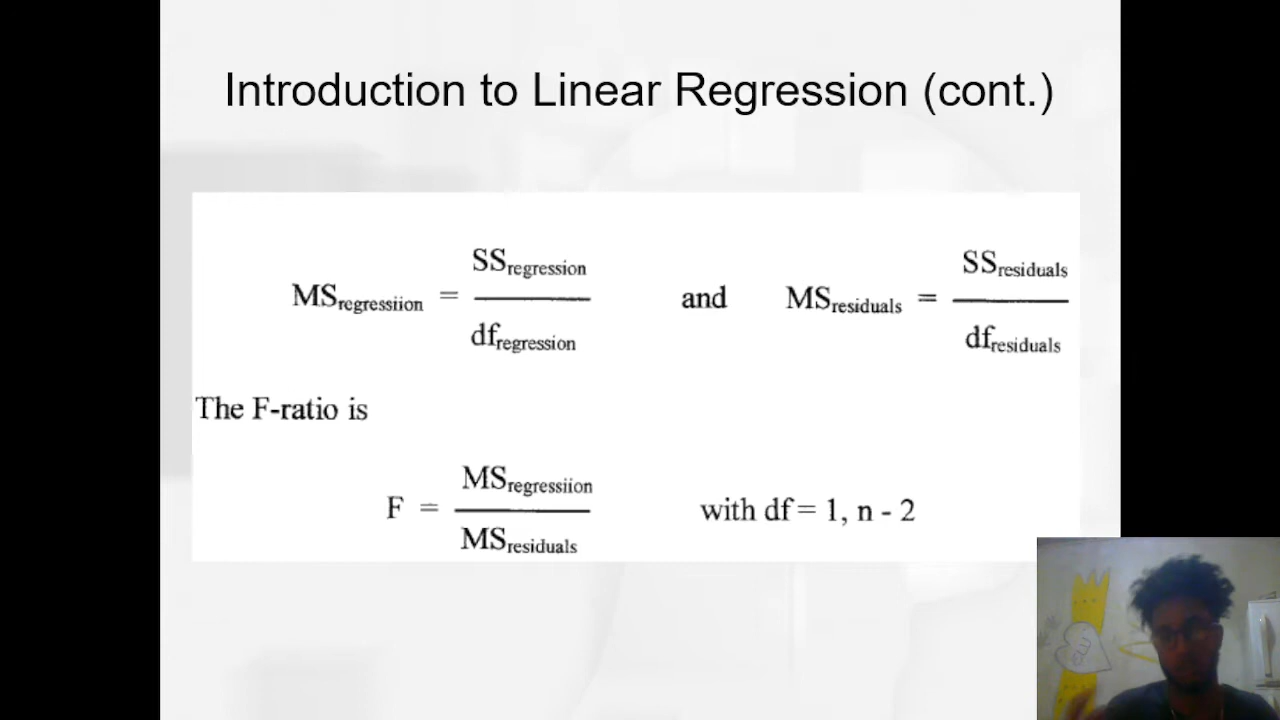 Introduction to Linear Regression (cont.)
SSregression
MSregressiion = 
dfregression
and
SSresiduals
MSresiduals =
dfresiduals
The F-ratio is
MSregressiion
F =
MSresiduals
with df = 1, n - 2